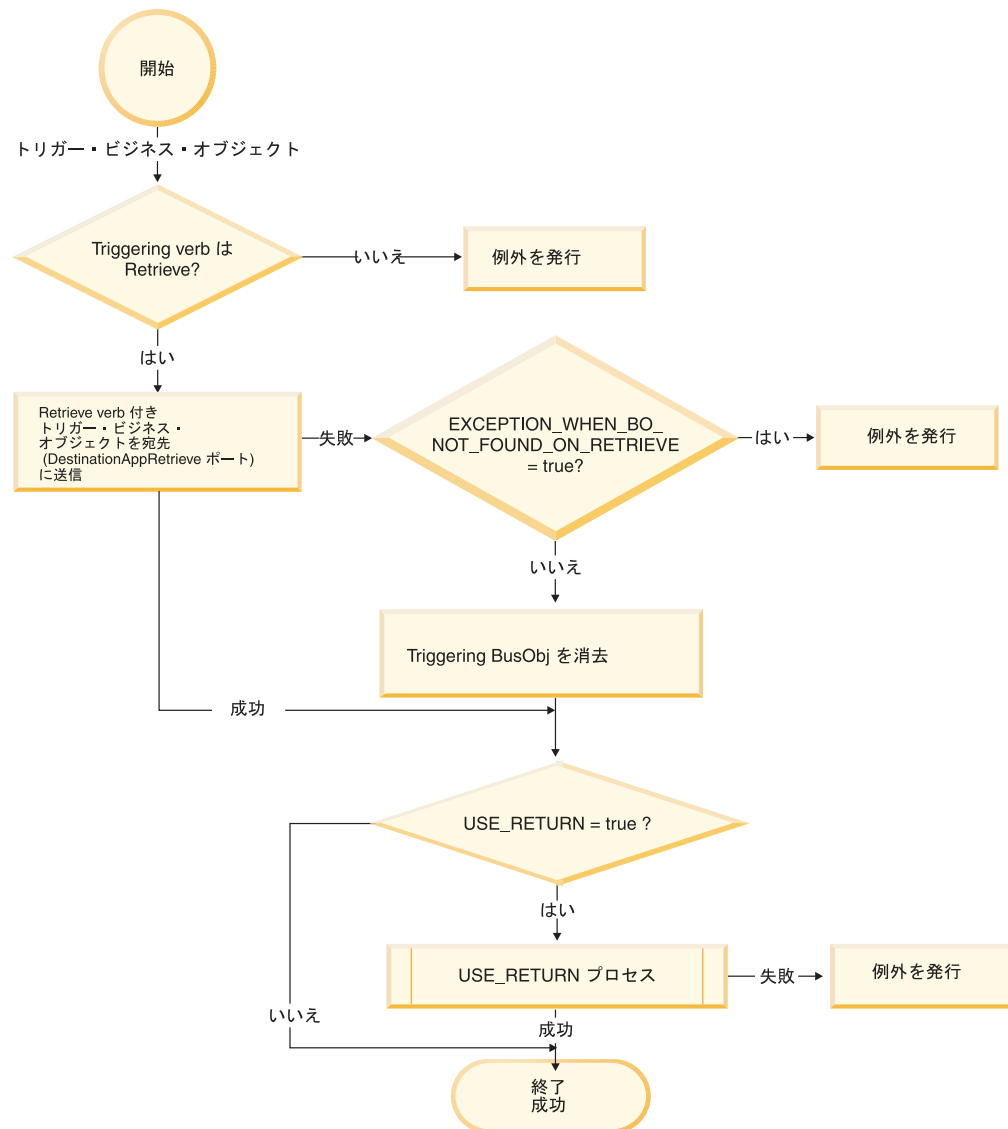 開始
トリガー・ビジネス・オブジェクト
Triggering verb は
Retrieve?
いいえ
例外を発行
はい
Retrieve verb 付き
トリガー・ビジネス・
オブジェクトを宛先
(DestinationAppRetrieve ポート)
に送信
失敗
EXCEPTION_WHEN_BO_
NOT_FOUND_ON_RETRIEVE
= true?
はい
例外を発行
いいえ
Triggering BusObj を消去
成功
USE_RETURN = true ?
はい
USE_RETURN プロセス
失敗
例外を発行
いいえ
成功
終了
成功